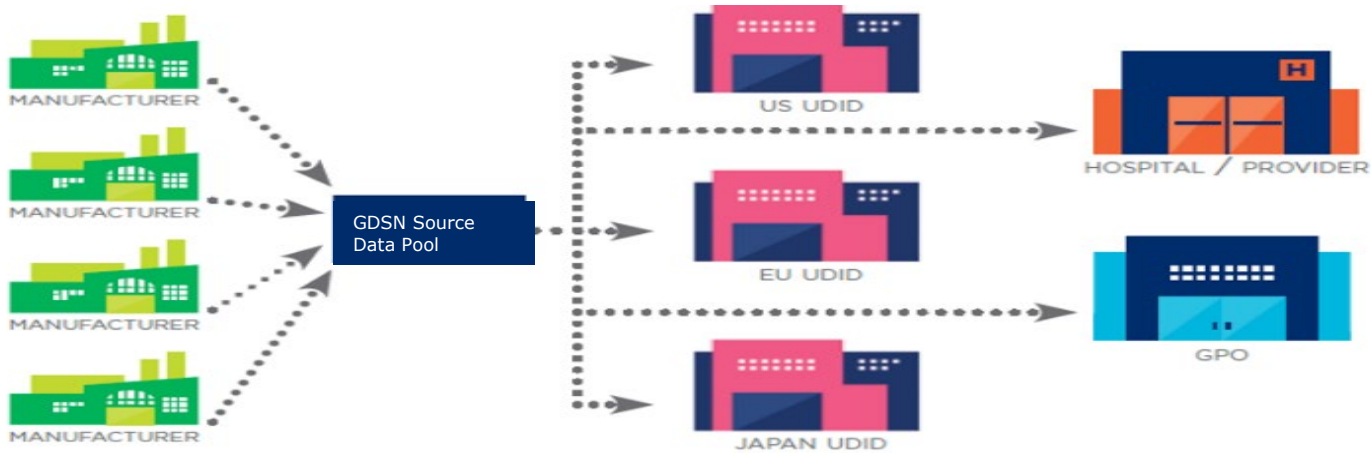 MANUFACTURER
MANUFACTURER
MANUFACTURER
MANUFACTURER
GDSN Source
Data Pool
US UDID
EU UDID
JAPAN UDID
H
HOSPITAL / PROVIDER
GPO